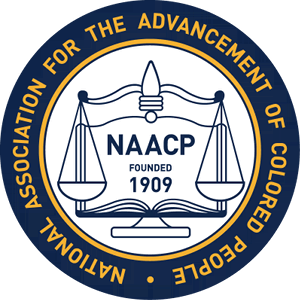 NATIONAL ASSOCIATION FOR THE ADVANCEMENT OF COLORED PEOPLE •
NAACP
FOUNDED
1909